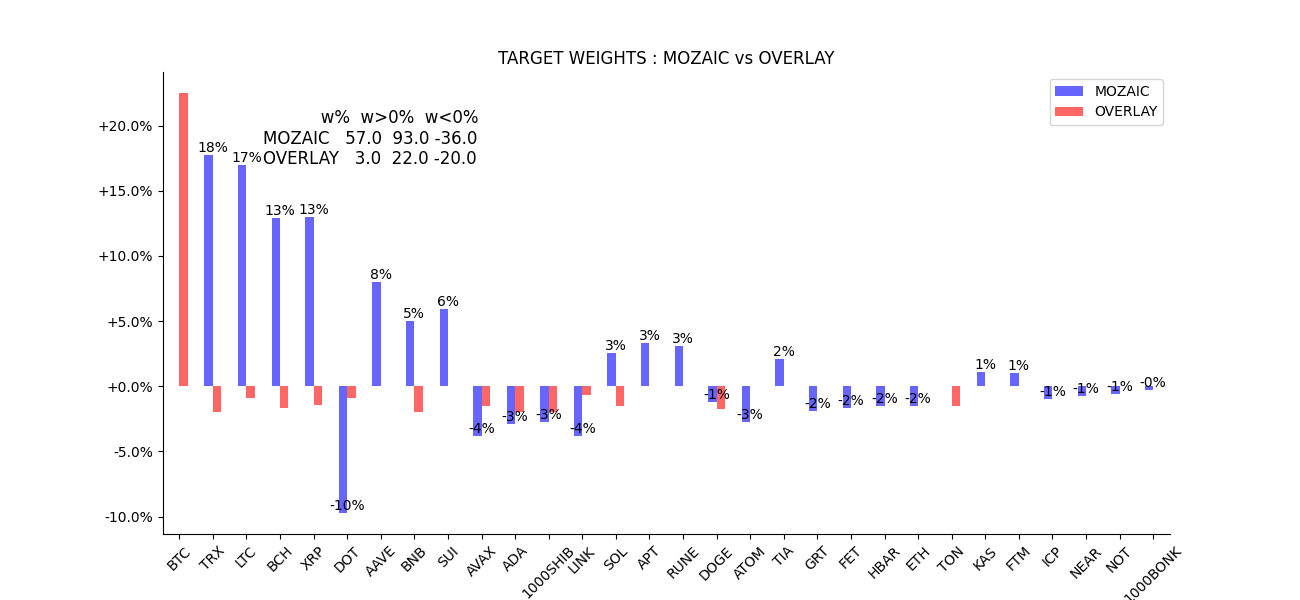 TARGET WEIGHTS : MOZAIC vs OVERLAY
MOZAIC
OVERLAY
w% w>0% w<0%
MOZAIC 57.0 93.0 -36.0
OVERLAY 3.0 22.0 -20.0
+20.0%
+15.0%
+10.0%
+5.0%
+0.0%
-5.0%
-10.0%
18%
17%
13%
13%
-10%
8%
5%
6%
-4%
-3%
-3%
-4%
3%
3%
3%
-1%
-3%
2%
-2%
-2%
-2%
-2%
1%
1%
-1%
-1%
-1%
-0%
BTC
TRX
LTC
BCH
XRP
DOT
AAVE
BNB
SUI
AVAX
ADA
1000SHIB
LINK
SOL
APT
RUNE
DOGE
ATOM
TIA
GRT
FET
HBAR
ETH
TON
KAS
FTM
ICP
NEAR
NOT
1000BONK